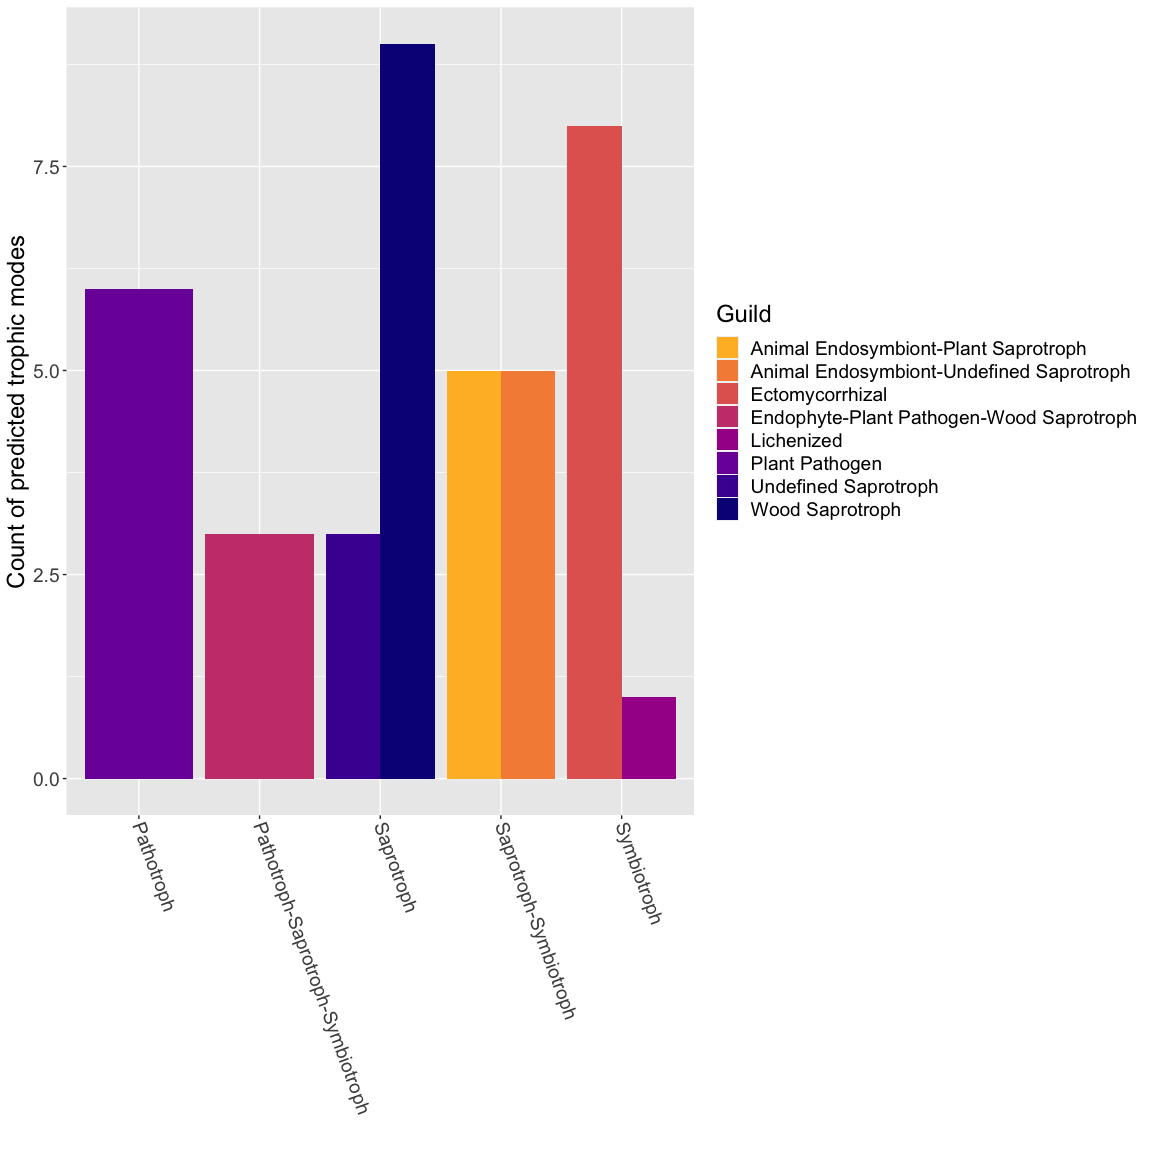 Count of predicted trophic modes
7.5
5.0
2.5
0.0
Pathotroph
Pathotroph-Saprotroph-Symbiotroph
Saprotroph
Saprotroph-Symbiotroph
Symbiotroph
Guild
Animal Endosymbiont-Plant Saprotroph
Animal Endosymbiont-Undefined Saprotroph
Ectomycorrhizal
Endophyte-Plant Pathogen-Wood Saprotroph
Lichenized
Plant Pathogen
Undefined Saprotroph
Wood Saprotroph